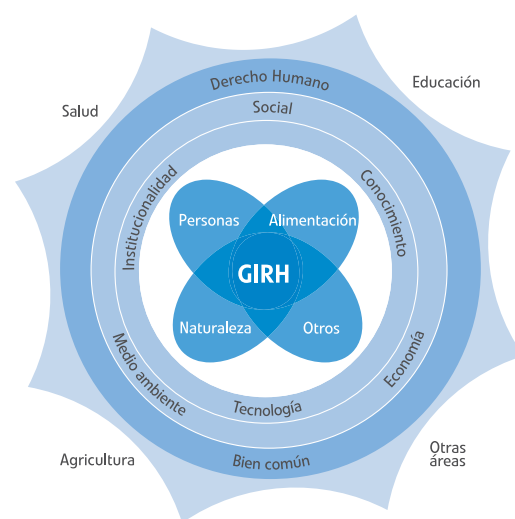 Derecho Humano
Educación
Salud
Social
Institucionalidad
Conocimiento
Personas
Alimentación
GIRH
Naturaleza
Otros
Medio ambiente
Economía
Tecnología
Agricultura
Bien común
Otras
áreas